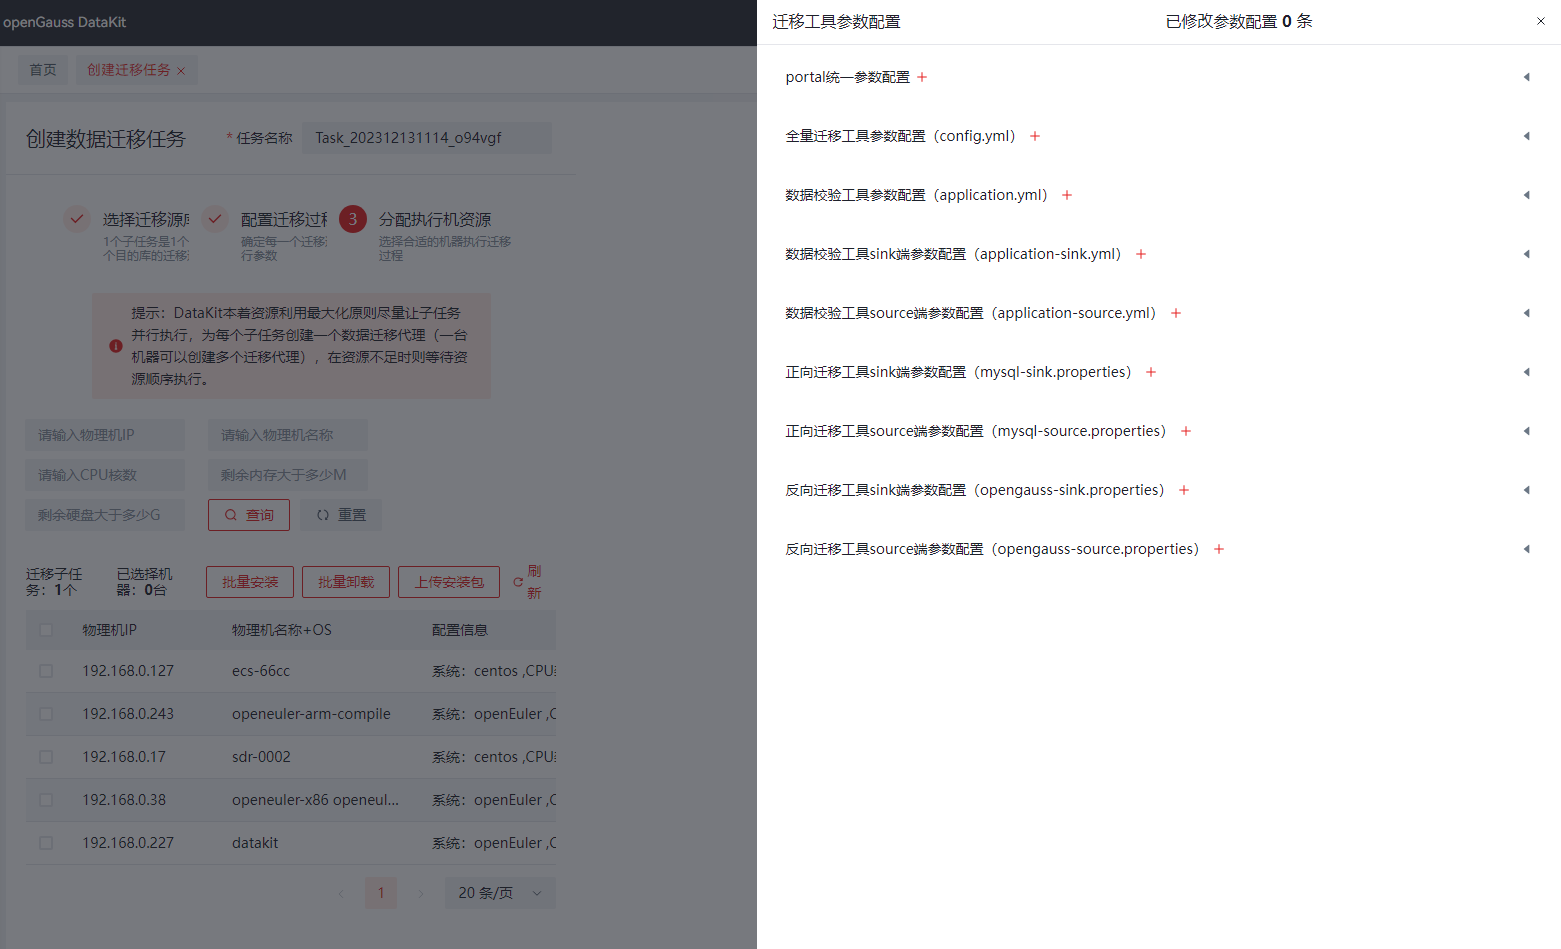 openGauss DataKit
首页
创建迁移任务
创建数据迁移任务
* 任务名称
Task_202312131114_o94vgf
选择迁移源
1个子任务是1个
个目的库的迁移
配置迁移过
确定每一个迁移
行参数
3
分配执行机资源
选择合适的机器执行迁移
过程
提示：DataKit本着资源利用最大化原则尽量让子任务
并行执行，为每个子任务创建一个数据迁移代理（一台
机器可以创建多个迁移代理），在资源不足时则等待资
源顺序执行。
请输入物理机IP
请输入物理机名称
请输入CPU核数
剩余内存大于多少M
剩余硬盘大于多少G
查询
重置
迁移子任
务：1个
已选择机
器：0台
批量安装
批量卸载
上传安装包
刷
新
物理机IP
物理机名称+OS
配置信息
192.168.0.127
ecs-66cc
系统：centos ,CPU
192.168.0.243
openeuler-arm-compile
系统：openEuler ,C
192.168.0.17
sdr-0002
系统：centos ,CPU
192.168.0.38
openeuler-x86 openeul...
系统：openEuler ,C
192.168.0.227
datakit
系统：openEuler ,C
1
20 条/页
迁移工具参数配置
已修改参数配置 0 条
portal统一参数配置
全量迁移工具参数配置（config.yml）
数据校验工具参数配置（application.yml）
数据校验工具sink端参数配置（application-sink.yml）
数据校验工具source端参数配置（application-source.yml）
正向迁移工具sink端参数配置（mysql-sink.properties）
正向迁移工具source端参数配置（mysql-source.properties）
反向迁移工具sink端参数配置（opengauss-sink.properties）
反向迁移工具source端参数配置（opengauss-source.properties）